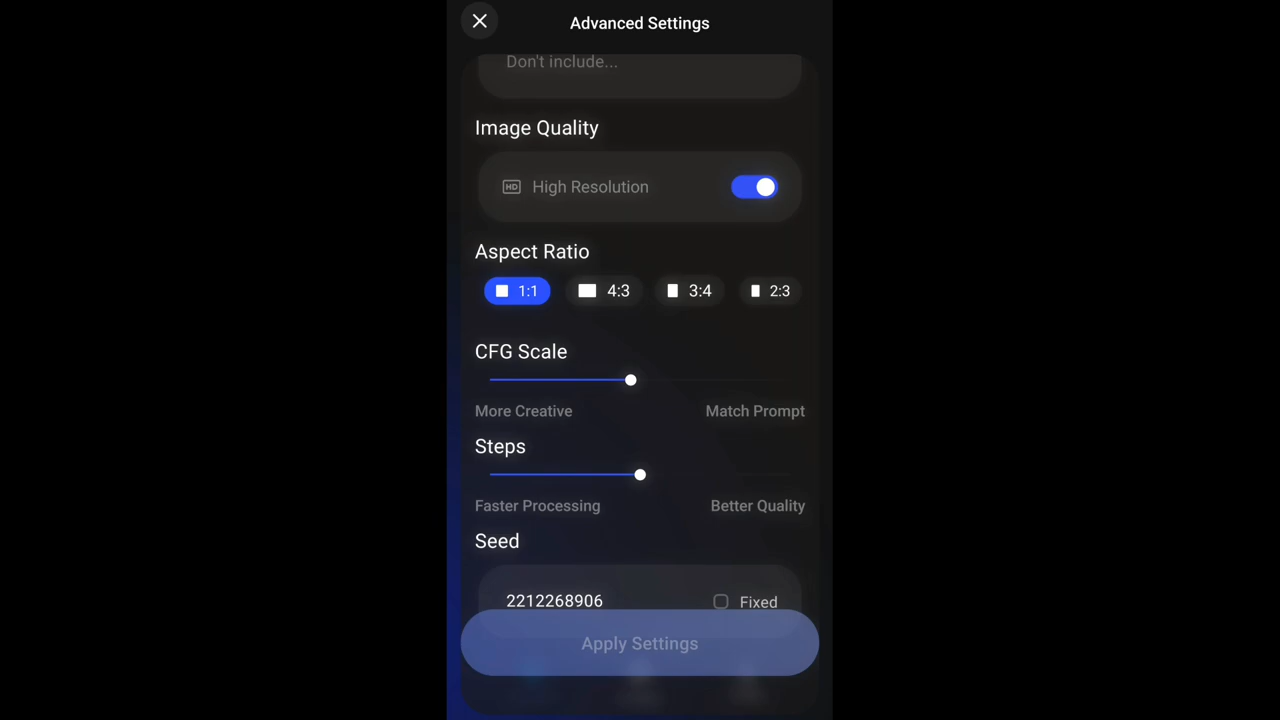 Advanced Settings
Don't include...
Image Quality
HD High Resolution
Aspect Ratio
1:1 4:3 3:4 2:3
CFG Scale
More Creative Match Prompt
Steps
Faster Processing Better Quality
Seed
2212268906 Fixed
Apply Settings